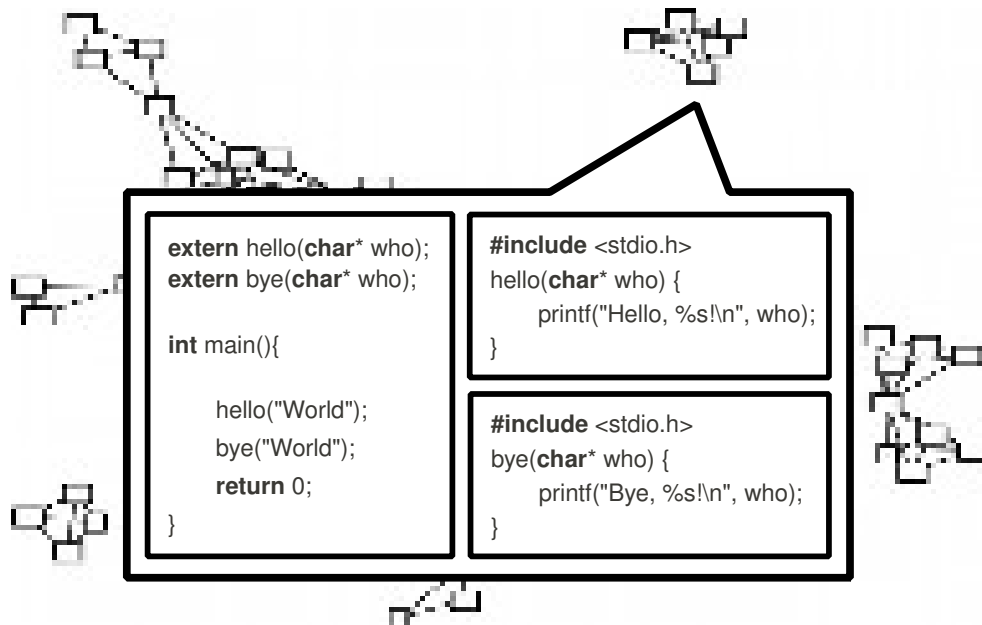 extern hello(char* who);
extern bye(char* who);
int main(){
hello("World");
bye("World");
return 0;
}
#include <stdio.h>
hello(char* who) {
printf("Hello, %s!\n", who);
}
#include <stdio.h>
bye(char* who) {
printf("Bye, %s!\n", who);
}